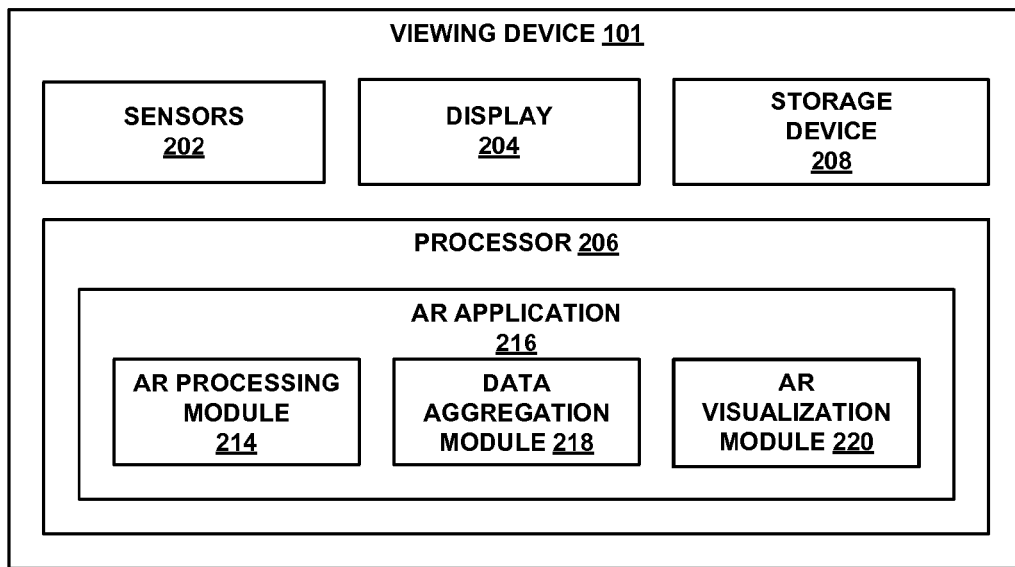 VIEWING DEVICE 101
SENSORS
202
DISPLAY
204
STORAGE
DEVICE
208
PROCESSOR 206
AR APPLICATION
216
AR PROCESSING
MODULE
214
DATA
AGGREGATION
MODULE 218
AR
VISUALIZATION
MODULE 220